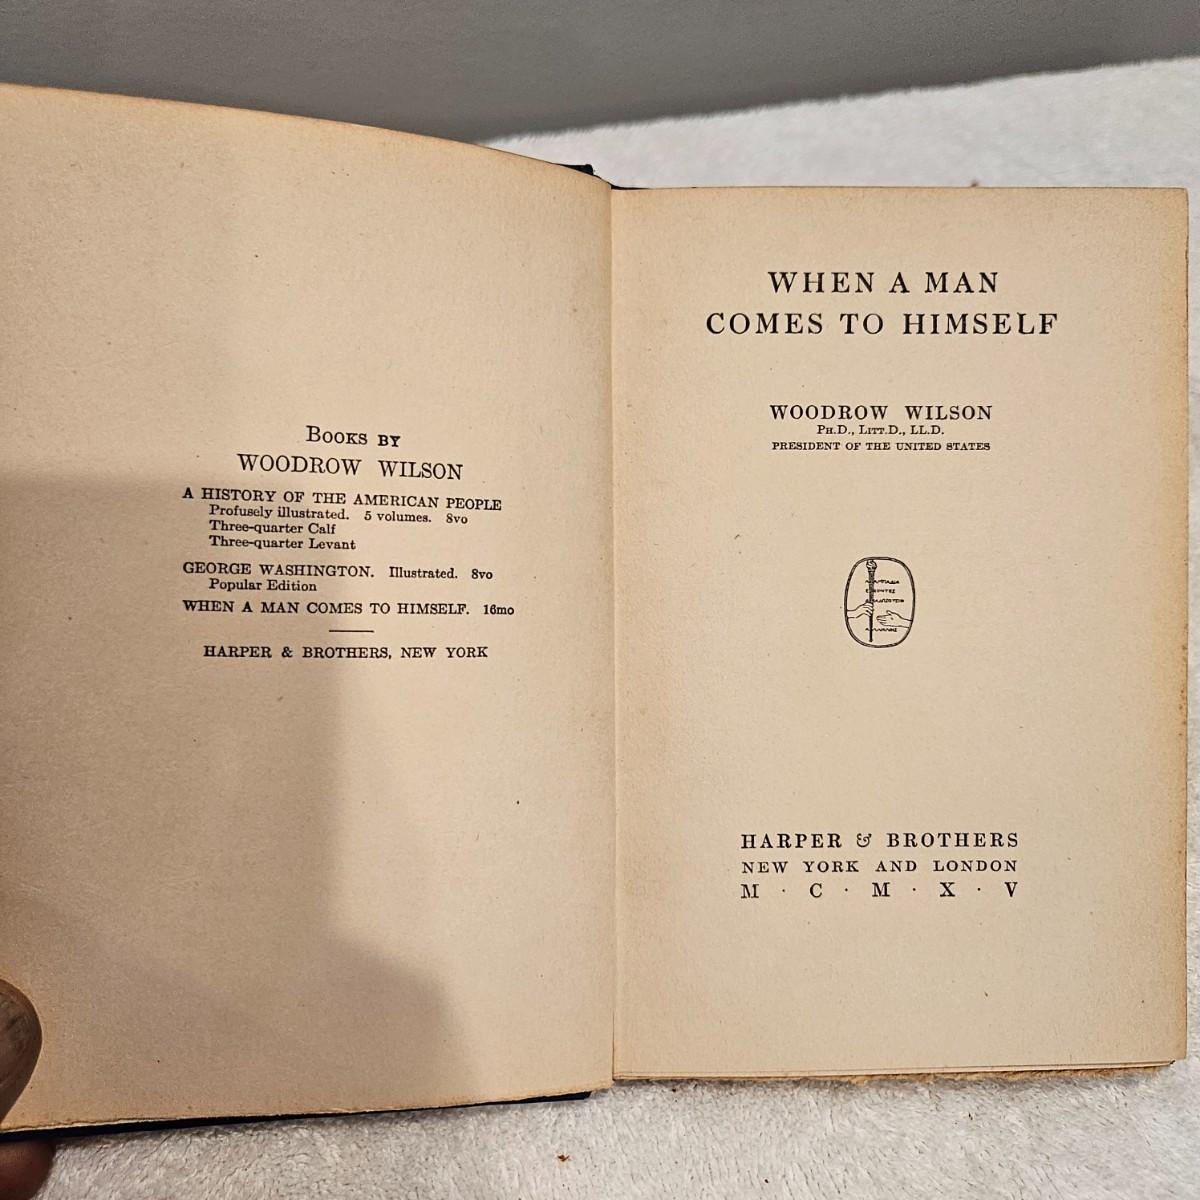 Books by
WOODROW WILSON
A HISTORY OF THE AMERICAN PEOPLE
Profusely illustrated. 5 volumes. 8vo
Three-quarter Calf
Three-quarter Levant
GEORGE WASHINGTON. Illustrated. 8vo
Popular Edition
WHEN A MAN COMES TO HIMSELF. 16mo
HARPER & BROTHERS, NEW YORK
WHEN A MAN
COMES TO HIMSELF
WOODROW WILSON
Ph.D., Litt.D., LL.D.
PRESIDENT OF THE UNITED STATES
HARPER & BROTHERS
NEW YORK AND LONDON
M · C · M · X · V